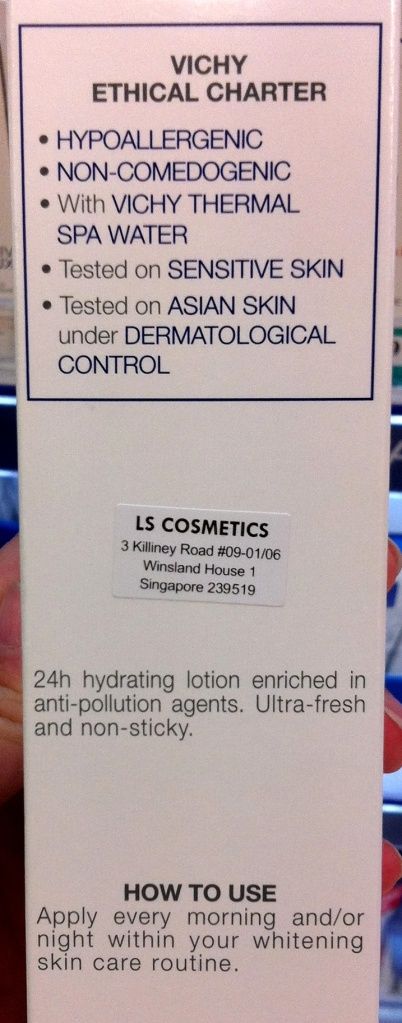 VICHY
ETHICAL CHARTER
• HYPOALLERGENIC
• NON-COMEDOGENIC
• With VICHY THERMAL
SPA WATER
• Tested on SENSITIVE SKIN
• Tested on ASIAN SKIN
under DERMATOLOGICAL
CONTROL
LS COSMETICS
3 Killiney Road #09-01/06
Winsland House 1
Singapore 239519
24h hydrating lotion enriched in
anti-pollution agents. Ultra-fresh
and non-sticky.
HOW TO USE
Apply every morning and/or
night within your whitening
skin care routine.